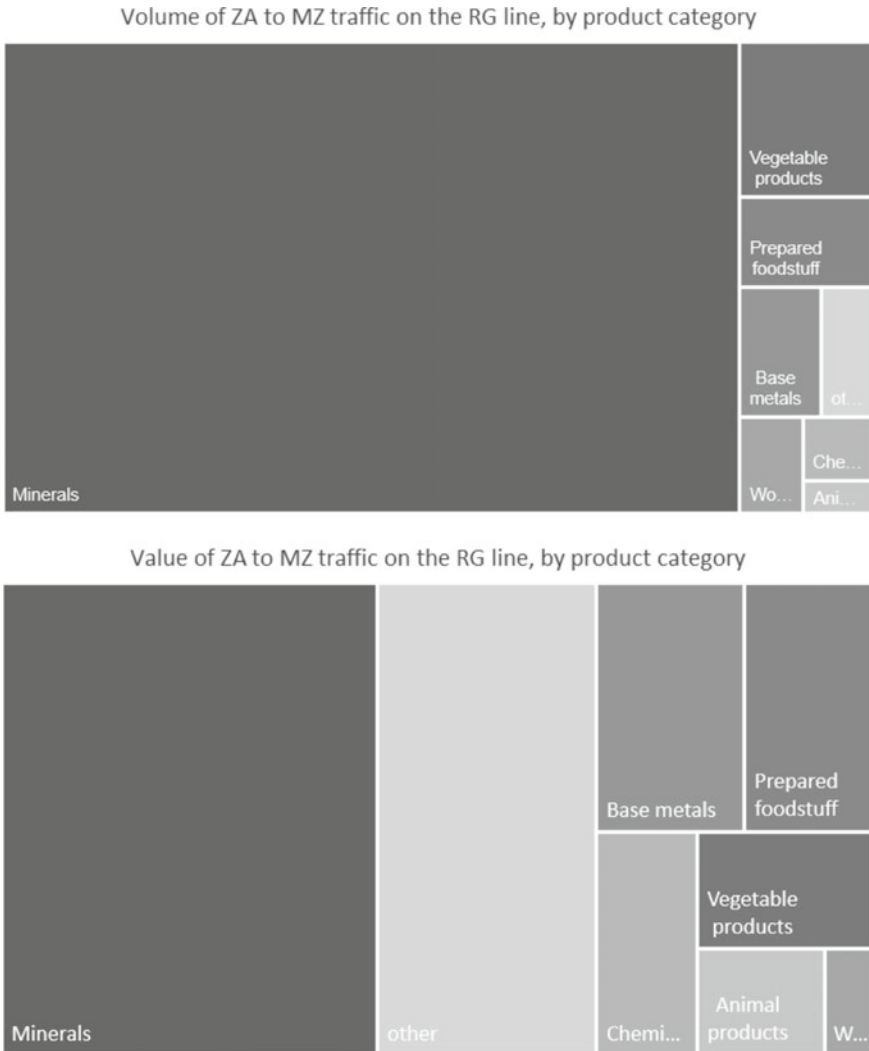 Volume of ZA to MZ traffic on the RG line, by product category
Vegetable
products
Prepared
foodstuff
Base
metals
ot...
Minerals
Wo...
Che...
Ani...
Value of ZA to MZ traffic on the RG line, by product category
Minerals
other
Base metals
Prepared
foodstuff
Chemi...
Vegetable
products
Animal
products
W...